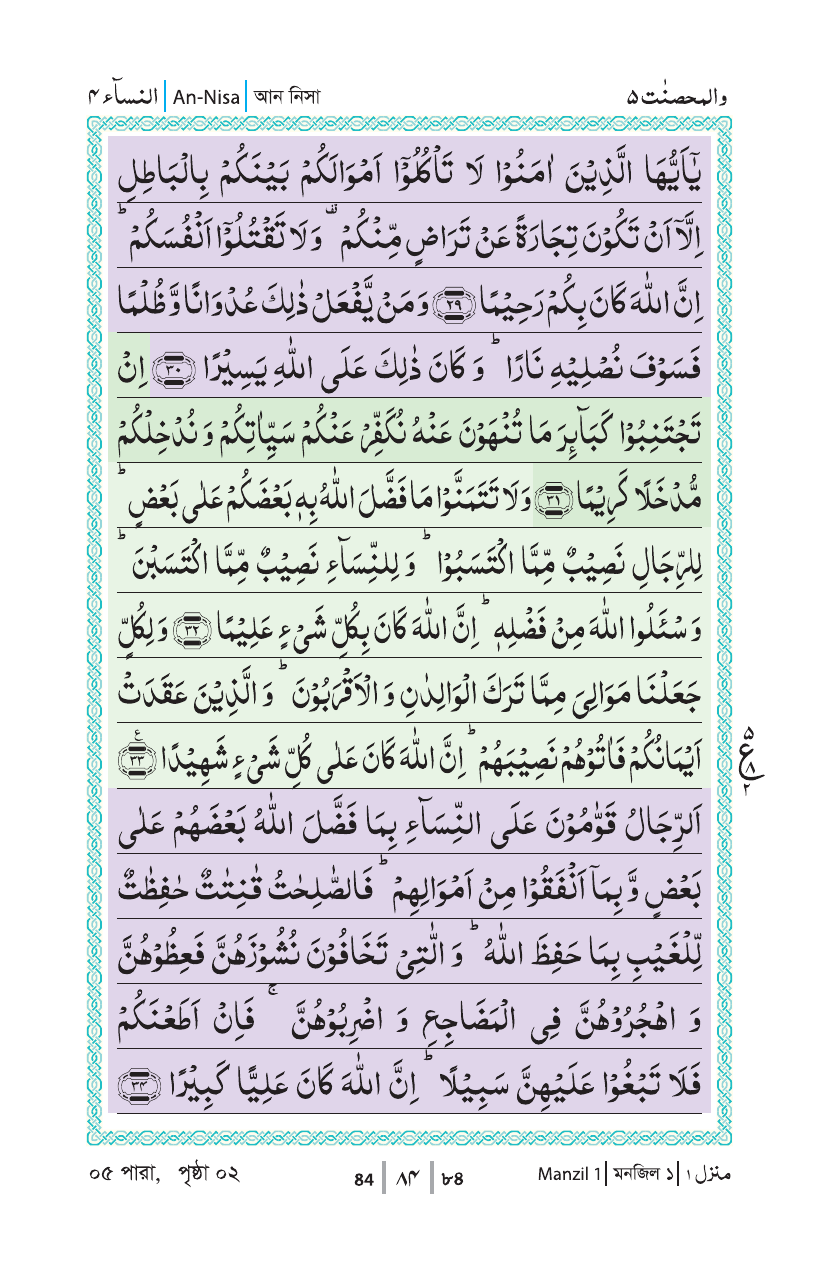 النسآء ۴ | An-Nisa | আন নিসা والمحصنٰت ۵
يٰٓاَيُّهَا الَّذِيْنَ اٰمَنُوْا لَا تَاْكُلُوْٓا اَمْوَالَكُمْ بَيْنَكُمْ بِالْبَاطِلِ
اِلَّآ اَنْ تَكُوْنَ تِجَارَةً عَنْ تَرَاضٍ مِّنْكُمْ ۫ وَلَا تَقْتُلُوْٓا اَنْفُسَكُمْ ؕ
اِنَّ اللّٰهَ كَانَ بِكُمْ رَحِيْمًا ﴿۲۹﴾ وَمَنْ يَّفْعَلْ ذٰلِكَ عُدْوَانًا وَّظُلْمًا
فَسَوْفَ نُصْلِيْهِ نَارًا ؕ وَكَانَ ذٰلِكَ عَلَى اللّٰهِ يَسِيْرًا ﴿۳۰﴾ اِنْ
تَجْتَنِبُوْا كَبَآئِرَ مَا تُنْهَوْنَ عَنْهُ نُكَفِّرْ عَنْكُمْ سَيِّاٰتِكُمْ وَنُدْخِلْكُمْ
مُّدْخَلًا كَرِيْمًا ﴿۳۱﴾ وَلَا تَتَمَنَّوْا مَا فَضَّلَ اللّٰهُ بِهٖ بَعْضَكُمْ عَلٰى بَعْضٍ ؕ
لِلرِّجَالِ نَصِيْبٌ مِّمَّا اكْتَسَبُوْا ؕ وَلِلنِّسَآءِ نَصِيْبٌ مِّمَّا اكْتَسَبْنَ ؕ
وَسْـَٔلُوا اللّٰهَ مِنْ فَضْلِهٖ ؕ اِنَّ اللّٰهَ كَانَ بِكُلِّ شَىْءٍ عَلِيْمًا ﴿۳۲﴾ وَلِكُلٍّ
جَعَلْنَا مَوَالِىَ مِمَّا تَرَكَ الْوَالِدٰنِ وَالْاَقْرَبُوْنَ ؕ وَالَّذِيْنَ عَقَدَتْ
اَيْمَانُكُمْ فَاٰتُوْهُمْ نَصِيْبَهُمْ ؕ اِنَّ اللّٰهَ كَانَ عَلٰى كُلِّ شَىْءٍ شَهِيْدًا ﴿۳۳﴾ ع
۵ ع ۸ ۲
اَلرِّجَالُ قَوّٰمُوْنَ عَلَى النِّسَآءِ بِمَا فَضَّلَ اللّٰهُ بَعْضَهُمْ عَلٰى
بَعْضٍ وَّبِمَآ اَنْفَقُوْا مِنْ اَمْوَالِهِمْ ؕ فَالصّٰلِحٰتُ قٰنِتٰتٌ حٰفِظٰتٌ
لِّلْغَيْبِ بِمَا حَفِظَ اللّٰهُ ؕ وَالّٰتِىْ تَخَافُوْنَ نُشُوْزَهُنَّ فَعِظُوْهُنَّ
وَاهْجُرُوْهُنَّ فِى الْمَضَاجِعِ وَاضْرِبُوْهُنَّ ۚ فَاِنْ اَطَعْنَكُمْ
فَلَا تَبْغُوْا عَلَيْهِنَّ سَبِيْلًا ؕ اِنَّ اللّٰهَ كَانَ عَلِيًّا كَبِيْرًا ﴿۳۴﴾
০৫ পারা, পৃষ্ঠা ০২ 84 | ۸۴ | ৮৪ Manzil 1 | মনজিল ১ | منزل ۱